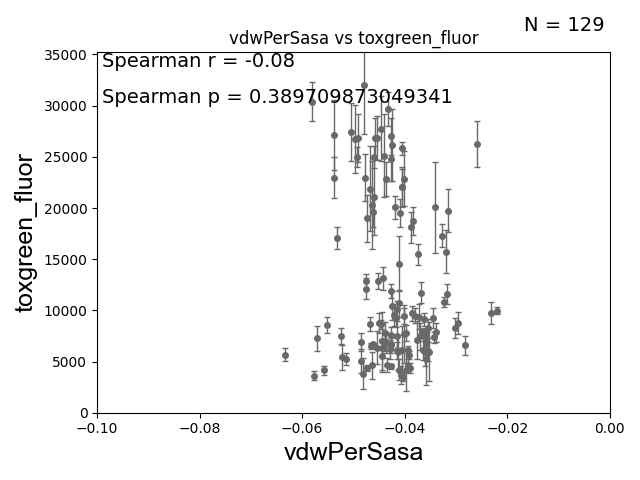 N = 129
vdwPerSasa vs toxgreen_fluor
Spearman r = -0.08
Spearman p = 0.389709873049341
toxgreen_fluor
35000
30000
25000
20000
15000
10000
5000
0
−0.10 −0.08 −0.06 −0.04 −0.02 0.00
vdwPerSasa